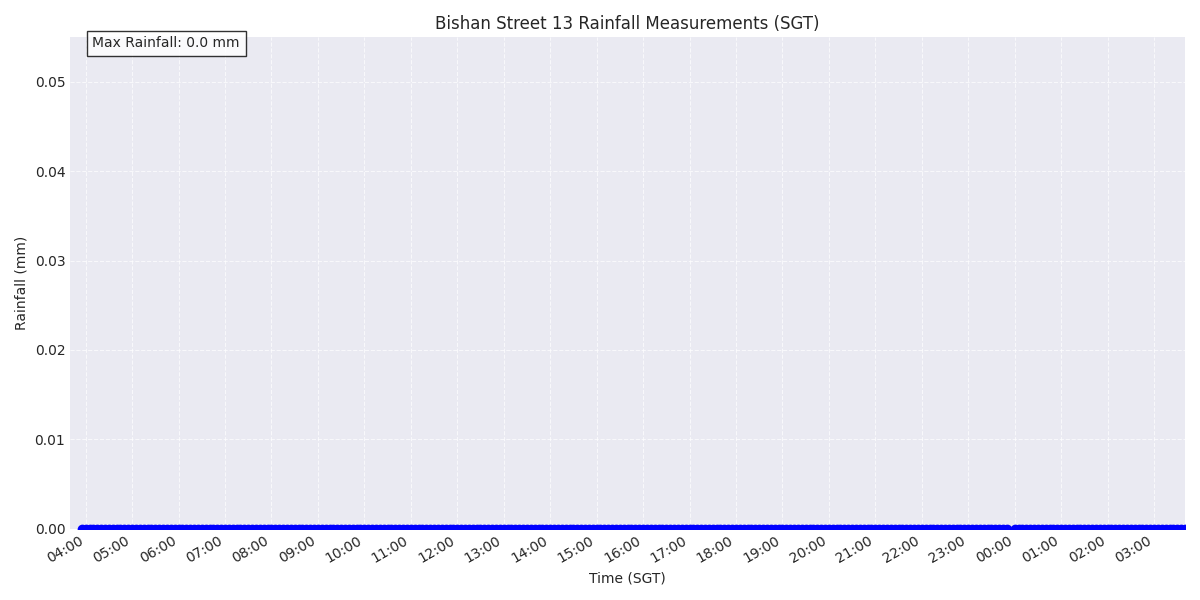 Bishan Street 13 Rainfall Measurements (SGT)
Max Rainfall: 0.0 mm
0.05
0.04
0.03
0.02
0.01
0.00
Rainfall (mm)
04:00 05:00 06:00 07:00 08:00 09:00 10:00 11:00 12:00 13:00 14:00 15:00 16:00 17:00 18:00 19:00 20:00 21:00 22:00 23:00 00:00 01:00 02:00 03:00
Time (SGT)